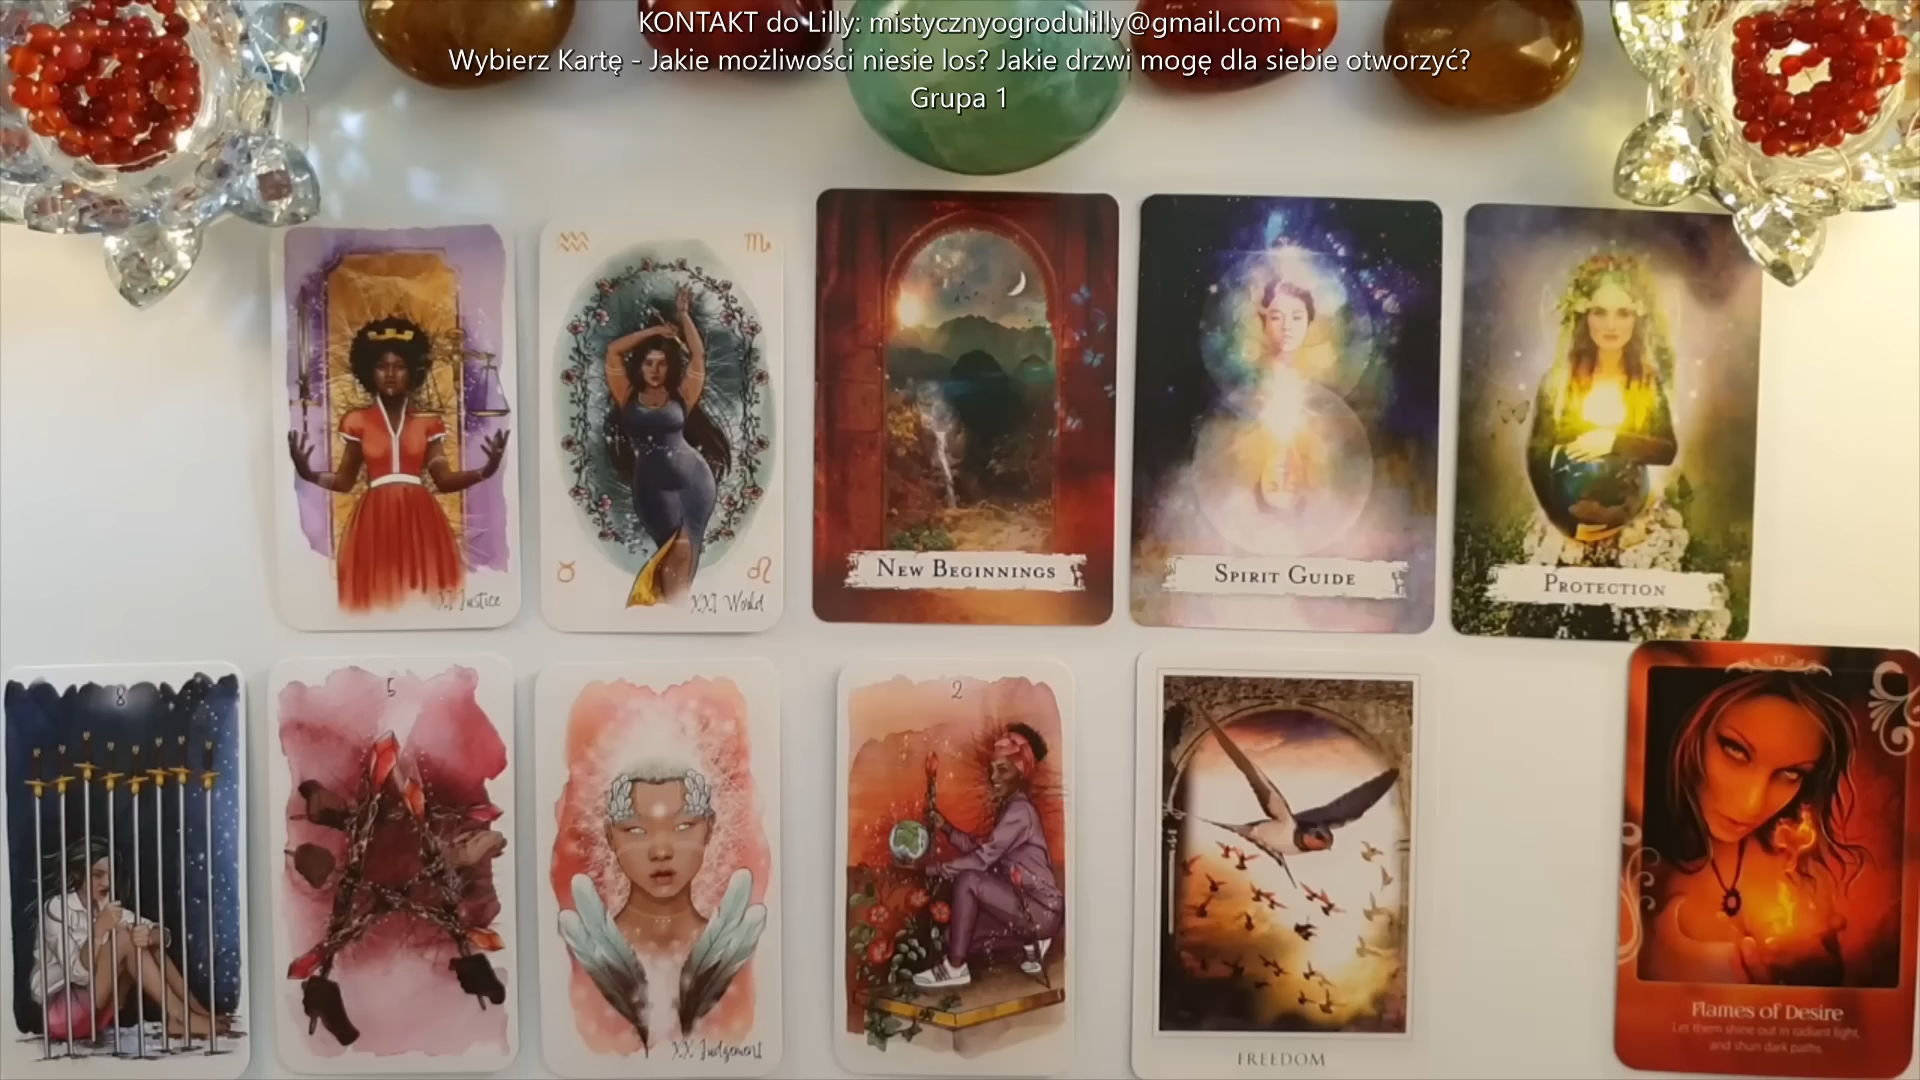 KONTAKT do Lilly: mistycznyogrodulilly@gmail.com
Wybierz Kartę - Jakie możliwości niesie los? Jakie drzwi mogę dla siebie otworzyć?
Grupa 1
XI Justice
XXI World
New Beginnings
Spirit Guide
Protection
8
5
XX Judgement
2
FREEDOM
17
Flames of Desire
Let them shine out in radiant light,
and shun dark paths.